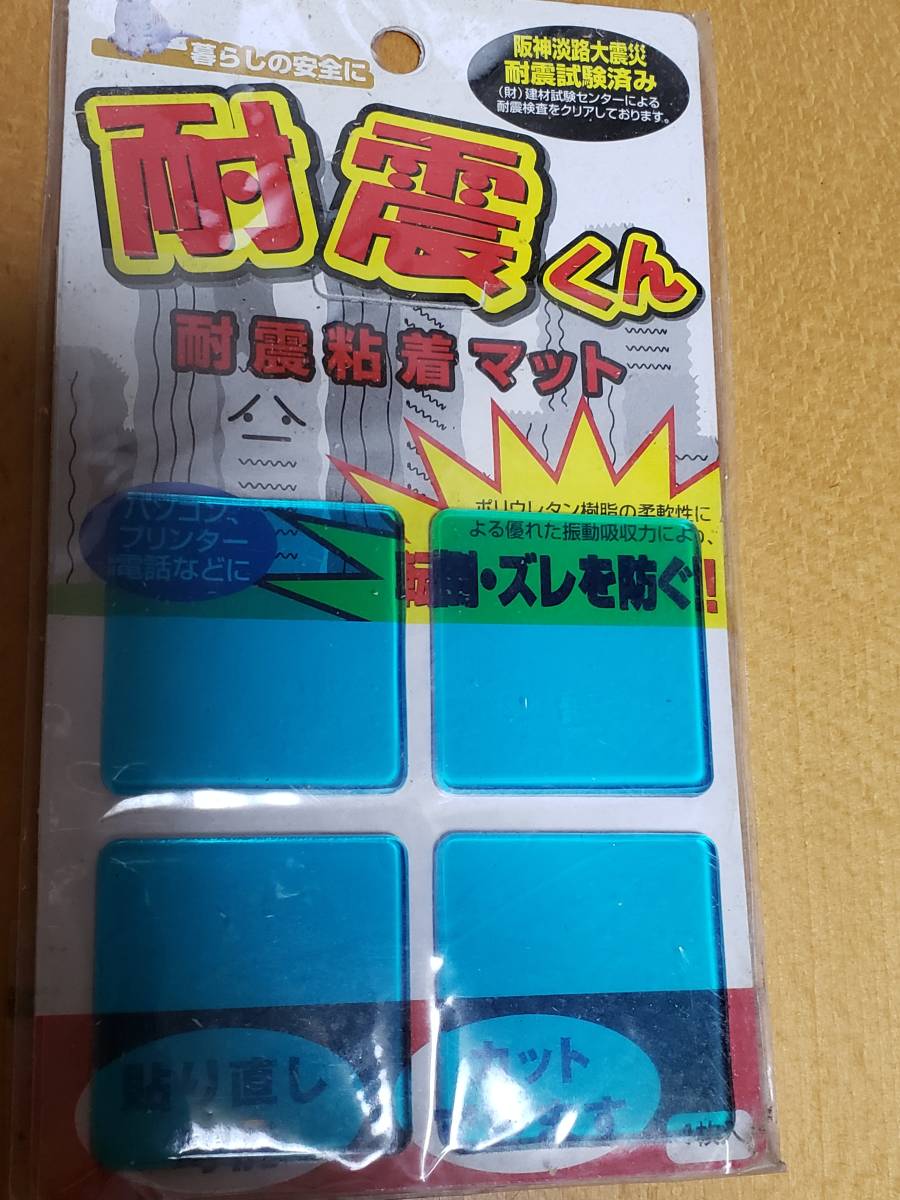 暮らしの安全に
阪神淡路大震災
耐震試験済み
(財)建材試験センターによる
耐震検査をクリアしております。
耐震くん
耐震粘着マット
パソコン、
プリンター
電話などに
ポリウレタン樹脂の柔軟性に
よる優れた振動吸収力により、
転倒・ズレを防ぐ!
貼り直し
カット
4枚入